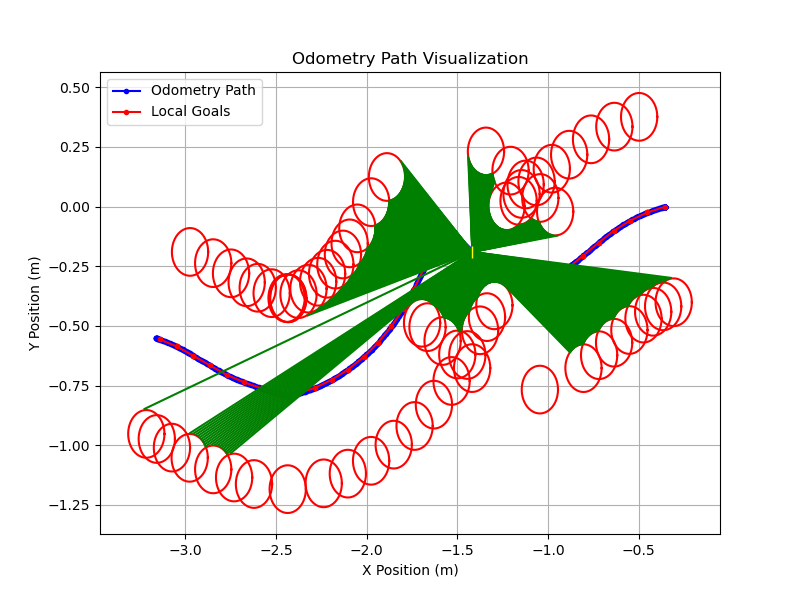 Odometry Path Visualization
Odometry Path
Local Goals
Y Position (m)
0.50
0.25
0.00
−0.25
−0.50
−0.75
−1.00
−1.25
−3.0 −2.5 −2.0 −1.5 −1.0 −0.5
X Position (m)